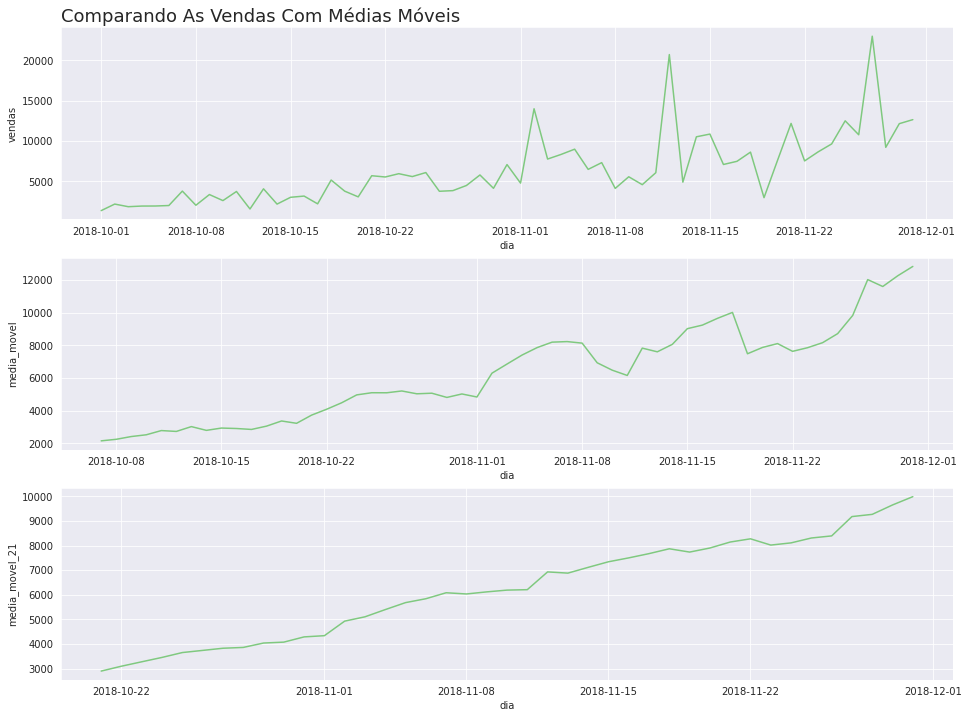 Comparando As Vendas Com Médias Móveis
vendas
20000
15000
10000
5000
2018-10-01 2018-10-08 2018-10-15 2018-10-22 2018-11-01 2018-11-08 2018-11-15 2018-11-22 2018-12-01
dia
media_movel
12000
10000
8000
6000
4000
2000
2018-10-08 2018-10-15 2018-10-22 2018-11-01 2018-11-08 2018-11-15 2018-11-22 2018-12-01
dia
media_movel_21
10000
9000
8000
7000
6000
5000
4000
3000
2018-10-22 2018-11-01 2018-11-08 2018-11-15 2018-11-22 2018-12-01
dia